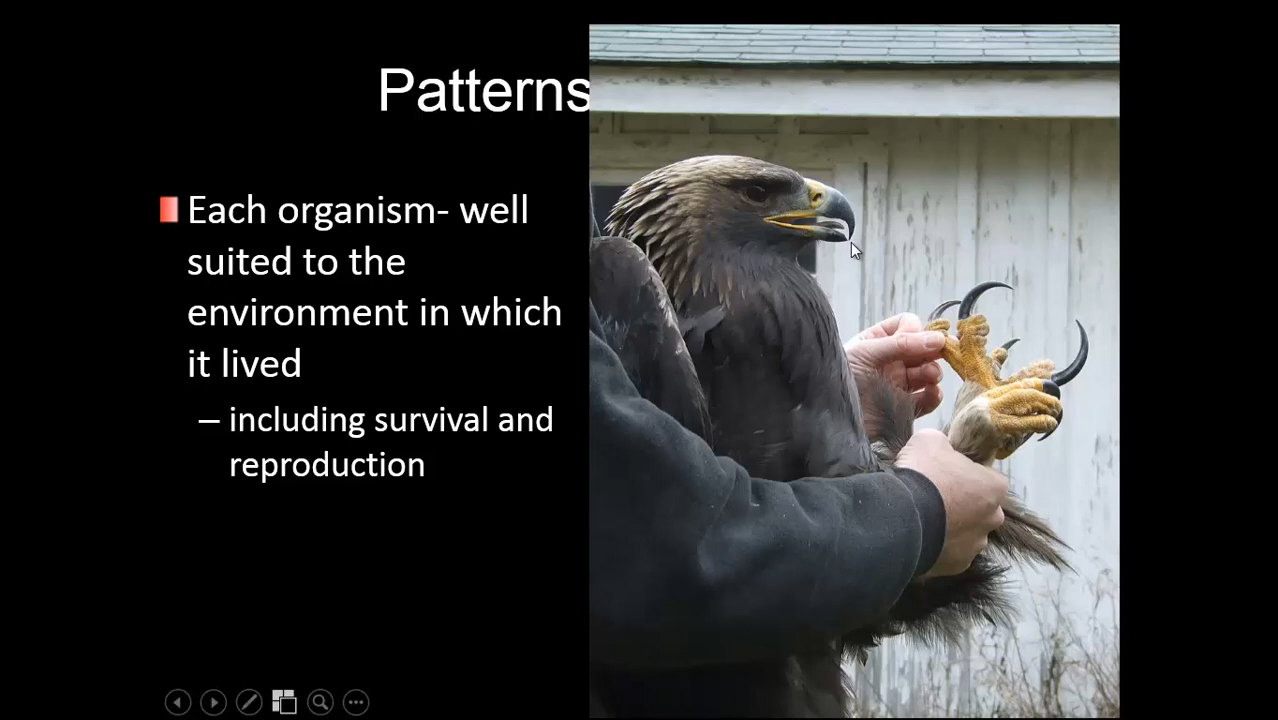 Patterns
Each organism- well
suited to the
environment in which
it lived
– including survival and
reproduction